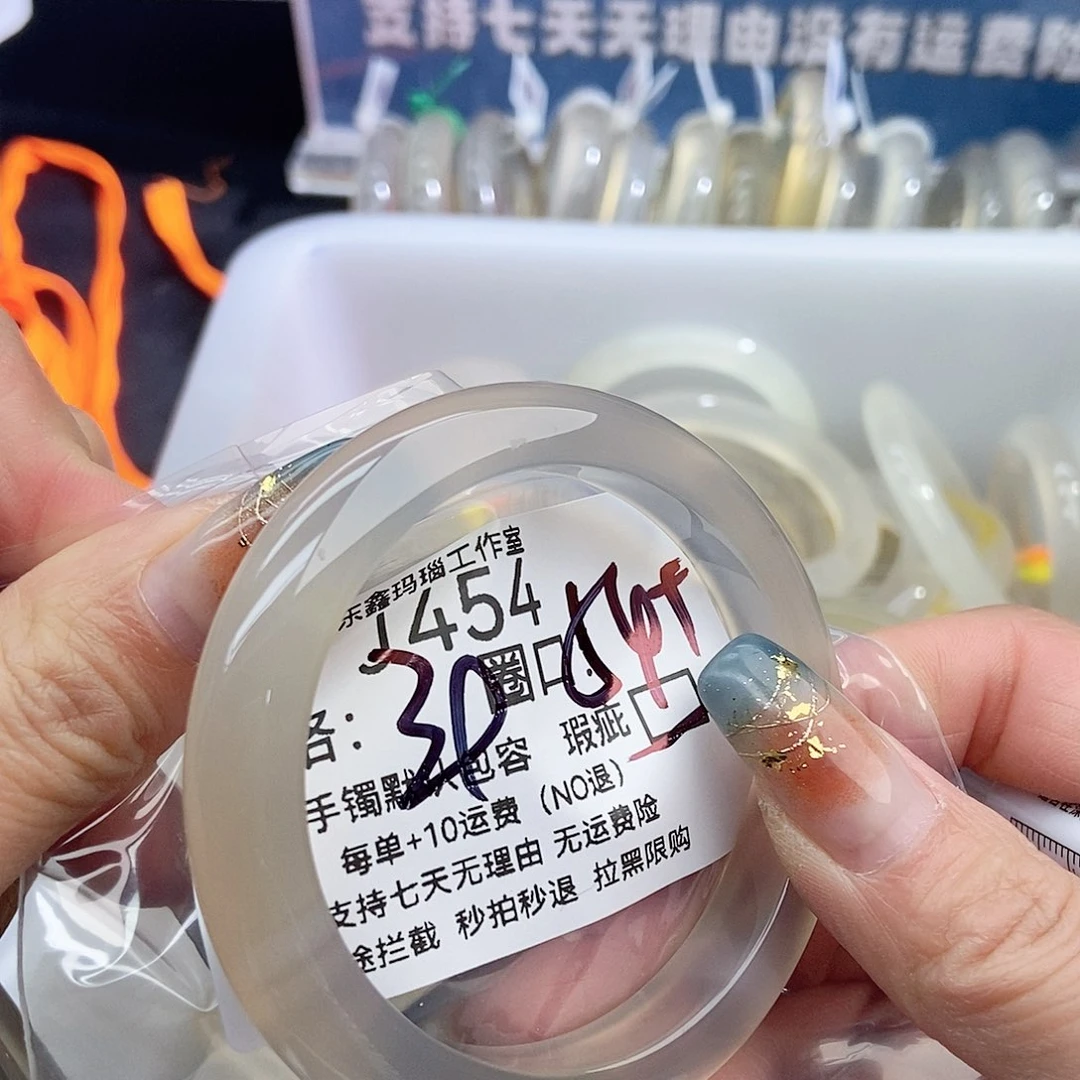 支持七天无理由没有运费险
乐鑫玛瑙工作室
J454
圈口
格：
30
瑕疵
手镯默认包容
每单+10运费（NO退）
支持七天无理由 无运费险
途拦截 秒拍秒退 拉黑限购